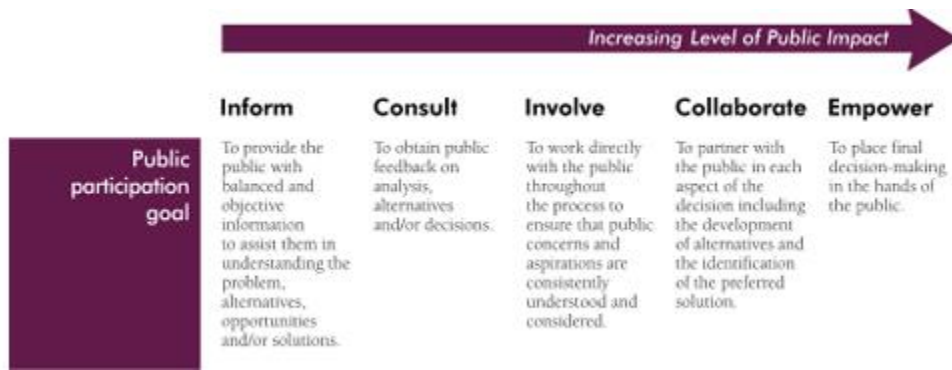 Increasing Level of Public Impact
Inform
Consult
Involve
Collaborate
Empower
Public
participation
goal
To provide the
public with
balanced and
objective
information
to assist them in
understanding the
problem,
alternatives,
opportunities
and/or solutions.
To obtain public
feedback on
analysis,
alternatives
and/or decisions.
To work directly
with the public
throughout
the process to
ensure that public
concerns and
aspirations are
consistently
understood and
considered.
To partner with
the public in each
aspect of the
decision including
the development
of alternatives and
the identification
of the preferred
solution.
To place final
decision-making
in the hands of
the public.